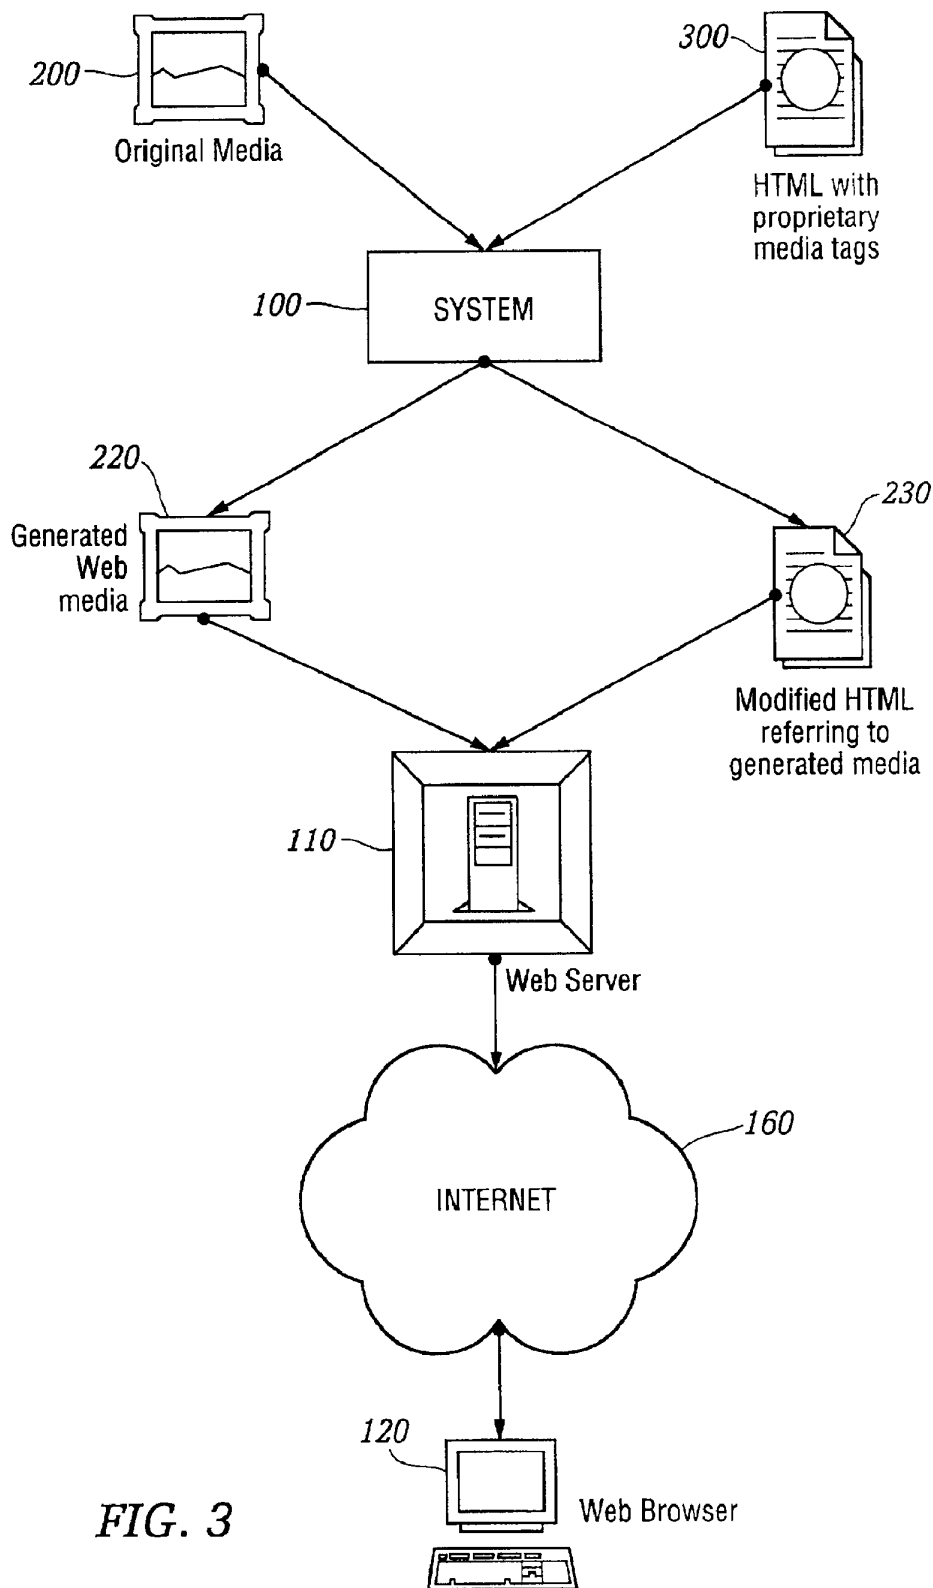 200
Original Media
300
HTML with
proprietary
media tags
100
SYSTEM
220
Generated
Web
media
230
Modified HTML
referring to
generated media
110
Web Server
160
INTERNET
120
Web Browser
FIG. 3